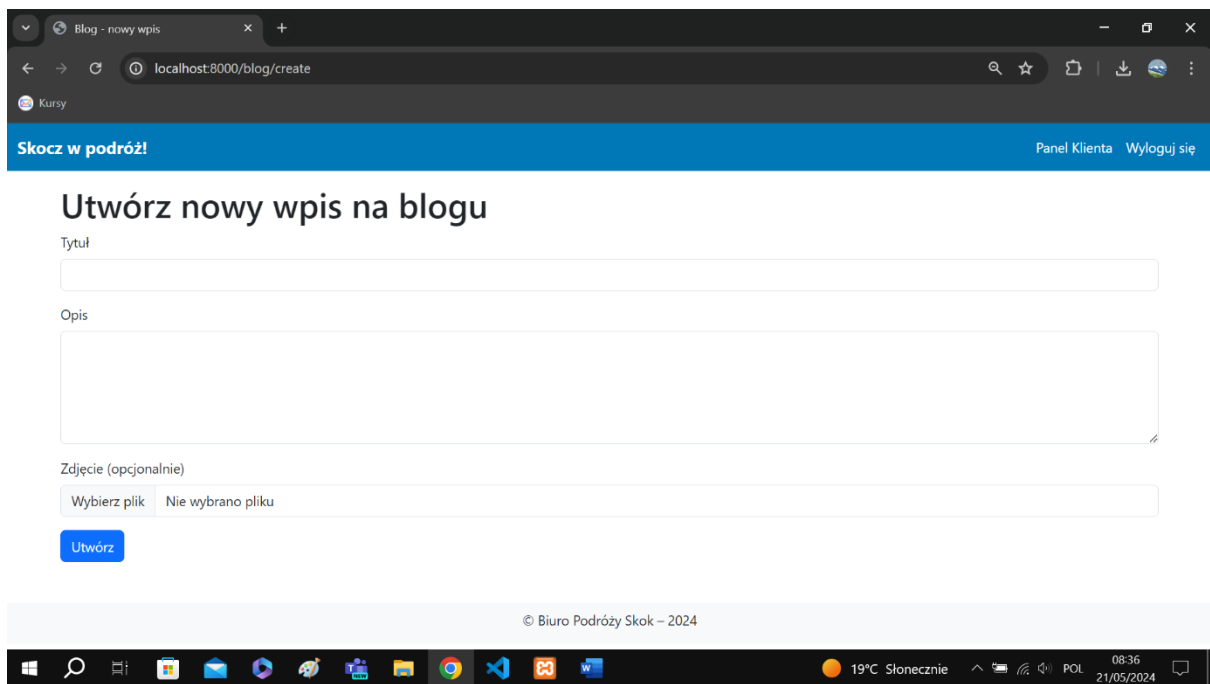 Blog - nowy wpis
localhost:8000/blog/create
Kursy
Skocz w podróż!
Panel Klienta Wyloguj się
Utwórz nowy wpis na blogu
Tytuł
Opis
Zdjęcie (opcjonalnie)
Wybierz plik Nie wybrano pliku
Utwórz
© Biuro Podróży Skok – 2024
19°C Słonecznie
POL
08:36
21/05/2024